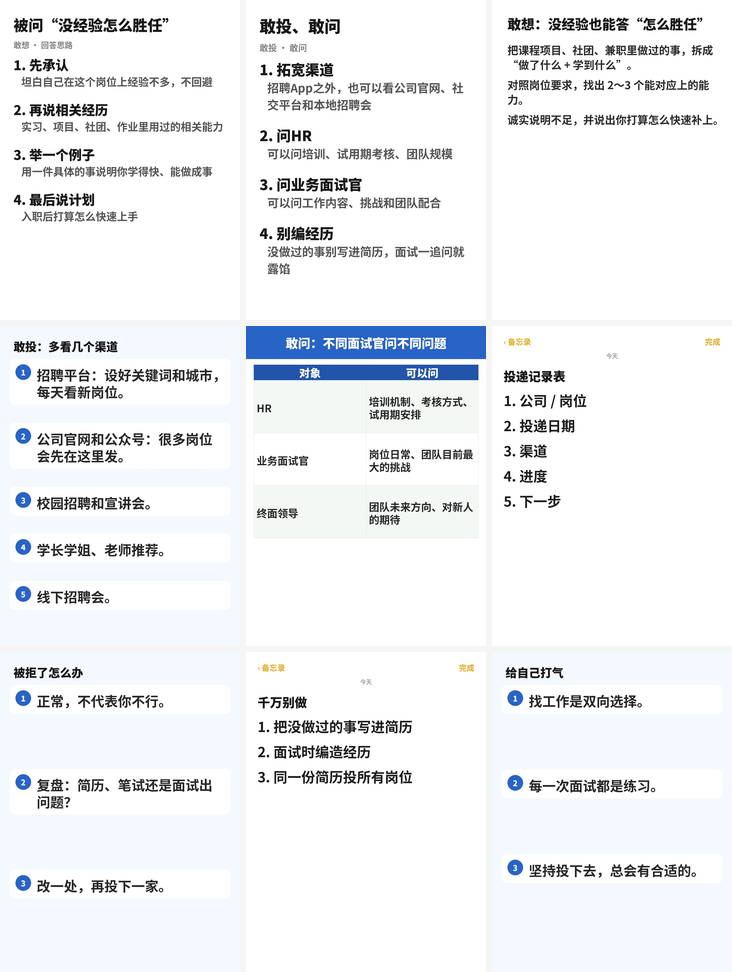 被问“没经验怎么胜任”
敢想 · 回答思路
1. 先承认
坦白自己在这个岗位上经验不多，不回避
2. 再说相关经历
实习、项目、社团、作业里用过的相关能力
3. 举一个例子
用一件具体的事说明你学得快、能做成事
4. 最后说计划
入职后打算怎么快速上手
敢投、敢问
敢投 · 敢问
1. 拓宽渠道
招聘App之外，也可以看公司官网、社
交平台和本地招聘会
2. 问HR
可以问培训、试用期考核、团队规模
3. 问业务面试官
可以问工作内容、挑战和团队配合
4. 别编经历
没做过的事别写进简历，面试一追问就
露馅
敢想：没经验也能答“怎么胜任”
把课程项目、社团、兼职里做过的事，拆成
“做了什么 + 学到什么”。
对照岗位要求，找出 2～3 个能对应上的能
力。
诚实说明不足，并说出你打算怎么快速补上。
敢投：多看几个渠道
1 招聘平台：设好关键词和城市，
每天看新岗位。
2 公司官网和公众号：很多岗位
会先在这里发。
3 校园招聘和宣讲会。
4 学长学姐、老师推荐。
5 线下招聘会。
敢问：不同面试官问不同问题
对象 可以问
HR 培训机制、考核方式、
试用期安排
业务面试官 岗位日常、团队目前最
大的挑战
终面领导 团队未来方向、对新人
的期待
‹ 备忘录 完成
今天
投递记录表
1. 公司 / 岗位
2. 投递日期
3. 渠道
4. 进度
5. 下一步
被拒了怎么办
1 正常，不代表你不行。
2 复盘：简历、笔试还是面试出
问题？
3 改一处，再投下一家。
‹ 备忘录 完成
今天
千万别做
1. 把没做过的事写进简历
2. 面试时编造经历
3. 同一份简历投所有岗位
给自己打气
1 找工作是双向选择。
2 每一次面试都是练习。
3 坚持投下去，总会有合适的。